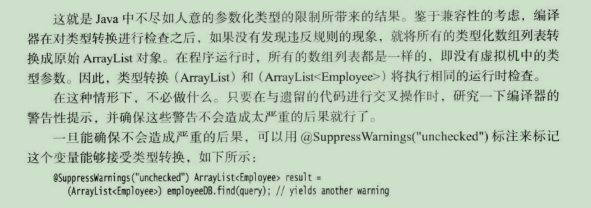 这就是 Java 中不尽如人意的参数化类型的限制所带来的结果。鉴于兼容性的考虑，编译
器在对类型转换进行检查之后，如果没有发现违反规则的现象，就将所有的类型化数组列表转
换成原始 ArrayList 对象。在程序运行时，所有的数组列表都是一样的，即没有虚拟机中的类
型参数。因此，类型转换（ArrayList）和（ArrayList<Employee>）将执行相同的运行时检查。
在这种情形下，不必做什么。只要在与遗留的代码进行交叉操作时，研究一下编译器的
警告性提示，并确保这些警告不会造成太严重的后果就行了。
一旦能确保不会造成严重的后果，可以用 @SuppressWarnings("unchecked") 标注来标记
这个变量能够接受类型转换，如下所示：
@SuppressWarnings("unchecked") ArrayList<Employee> result =
(ArrayList<Employee>) employeeDB.find(query); // yields another warning